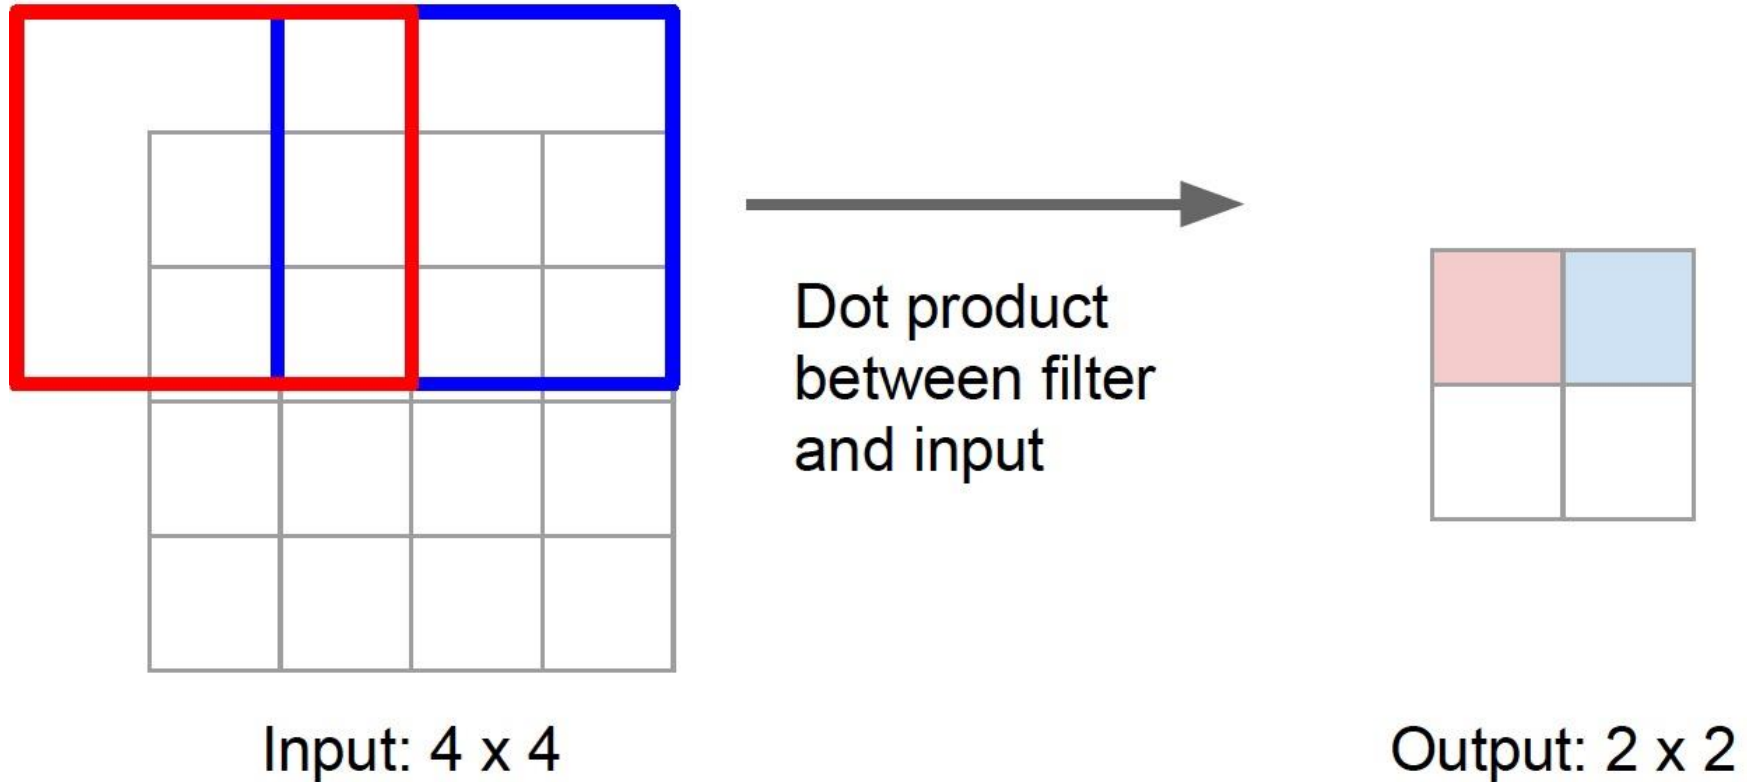 Dot product
between filter
and input
Input: 4 x 4
Output: 2 x 2